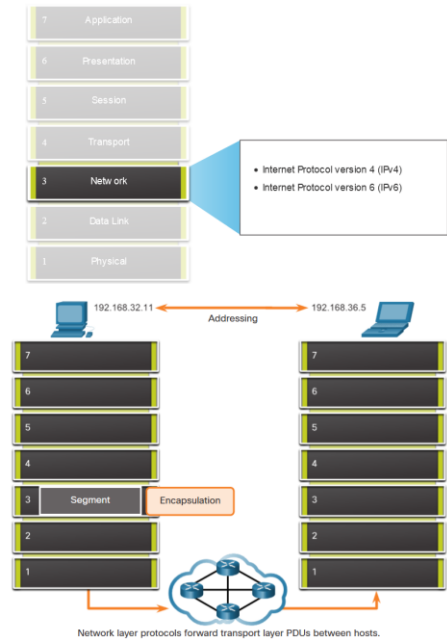 7 Application
6 Presentation
5 Session
4 Transport
3 Network
• Internet Protocol version 4 (IPv4)
• Internet Protocol version 6 (IPv6)
2 Data Link
1 Physical
192.168.32.11
192.168.36.5
Addressing
7
6
5
4
3 Segment Encapsulation
2
1
7
6
5
4
3
2
1
Network layer protocols forward transport layer PDUs between hosts.